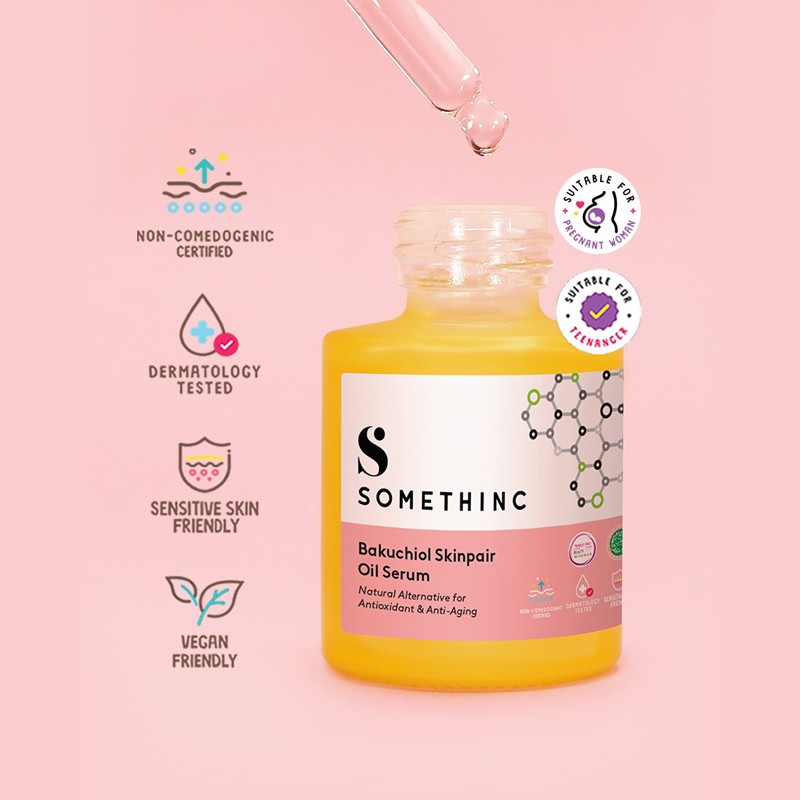 NON-COMEDOGENIC
CERTIFIED
DERMATOLOGY
TESTED
SENSITIVE SKIN
FRIENDLY
VEGAN
FRIENDLY
SUITABLE FOR
PREGNANT WOMAN
SUITABLE FOR
TEENANGER
S
SOMETHINC
Bakuchiol Skinpair
Oil Serum
Natural Alternative for
Antioxidant & Anti-Aging
NON-COMEDOGENIC
CERTIFIED
DERMATOLOGY
TESTED